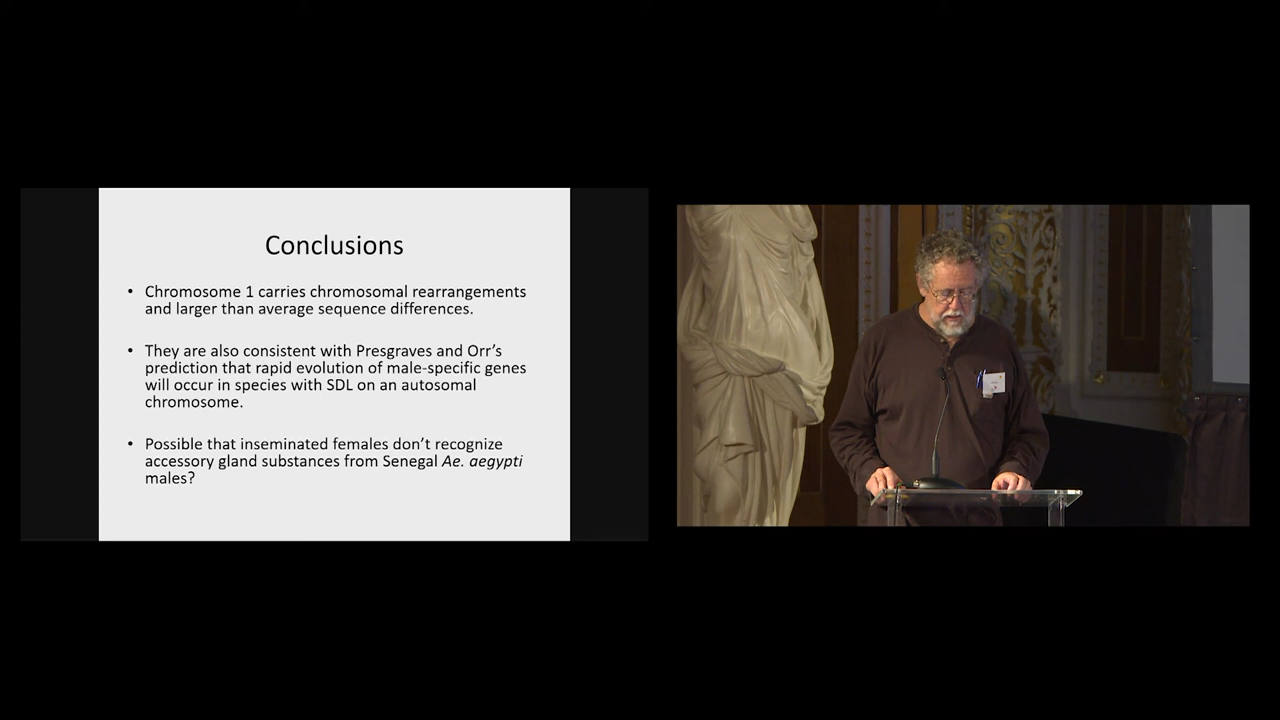 Conclusions
• Chromosome 1 carries chromosomal rearrangements
and larger than average sequence differences.
• They are also consistent with Presgraves and Orr’s
prediction that rapid evolution of male-specific genes
will occur in species with SDL on an autosomal
chromosome.
• Possible that inseminated females don’t recognize
accessory gland substances from Senegal Ae. aegypti
males?